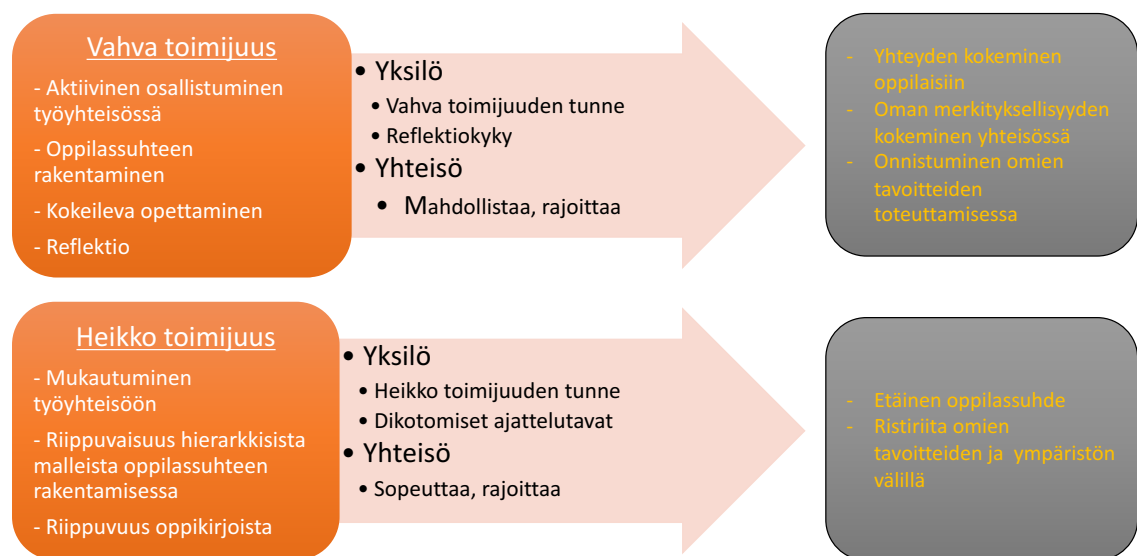 Vahva toimijuus
- Aktiivinen osallistuminen
työyhteisössä
- Oppilassuhteen
rakentaminen
- Kokeileva opettaminen
- Reflektio
• Yksilö
• Vahva toimijuuden tunne
• Reflektiokyky
• Yhteisö
• Mahdollistaa, rajoittaa
- Yhteyden kokeminen
oppilaisiin
- Oman merkityksellisyyden
kokeminen yhteisössä
- Onnistuminen omien
tavoitteiden
toteuttamisessa
Heikko toimijuus
- Mukautuminen
työyhteisöön
- Riippuvaisuus hierarkkisista
malleista oppilassuhteen
rakentamisessa
- Riippuvuus oppikirjoista
• Yksilö
• Heikko toimijuuden tunne
• Dikotomiset ajattelutavat
• Yhteisö
• Sopeuttaa, rajoittaa
- Etäinen oppilassuhde
- Ristiriita omien
tavoitteiden ja ympäristön
välillä